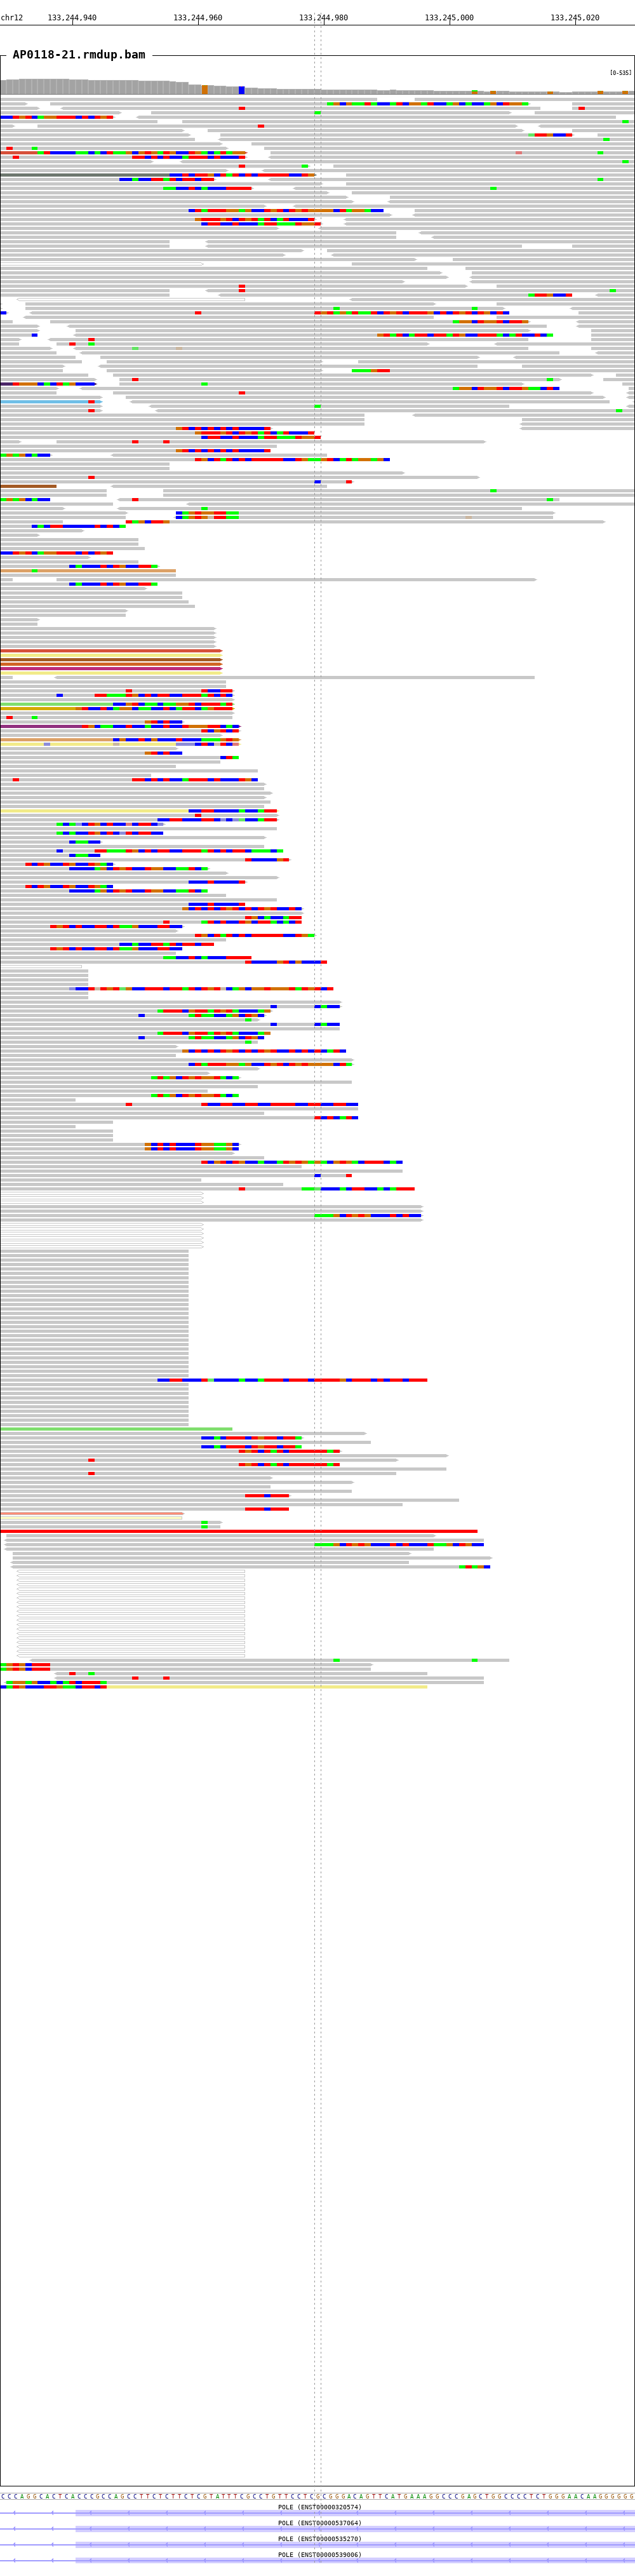 chr12 133,244,940 133,244,960 133,244,980 133,245,000 133,245,020
AP0118-21.rmdup.bam
[0-535]
CCCAGGCACTCACCCGCCAGCCTTCTCTTCTCGTATTTCGCCTGTTCCTCGCGGGACAGTTCATGAAAGGCCCGAGCTGGCCCCTCTGGGAACAAGGGGGG
POLE (ENST00000320574)
POLE (ENST00000537064)
POLE (ENST00000535270)
POLE (ENST00000539006)